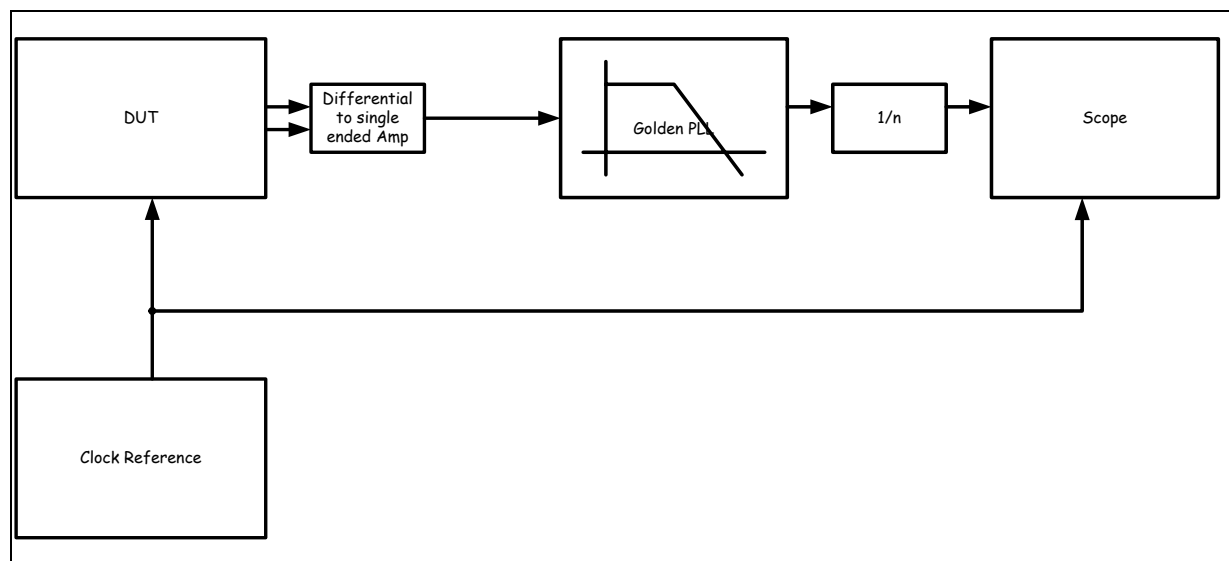 DUT
Differential
to single
ended Amp
Golden PLL
1/n
Scope
Clock Reference